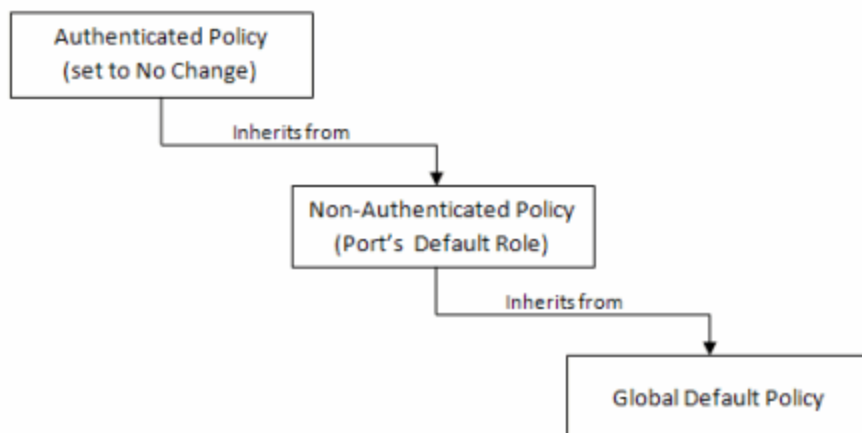 Authenticated Policy
(set to No Change)
Inherits from
Non-Authenticated Policy
(Port's Default Role)
Inherits from
Global Default Policy